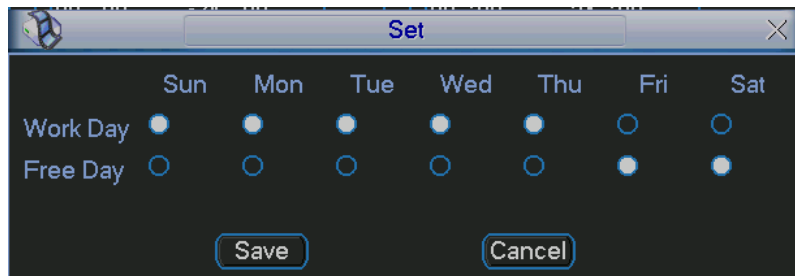 Set
Sun Mon Tue Wed Thu Fri Sat
Work Day
Free Day
Save Cancel